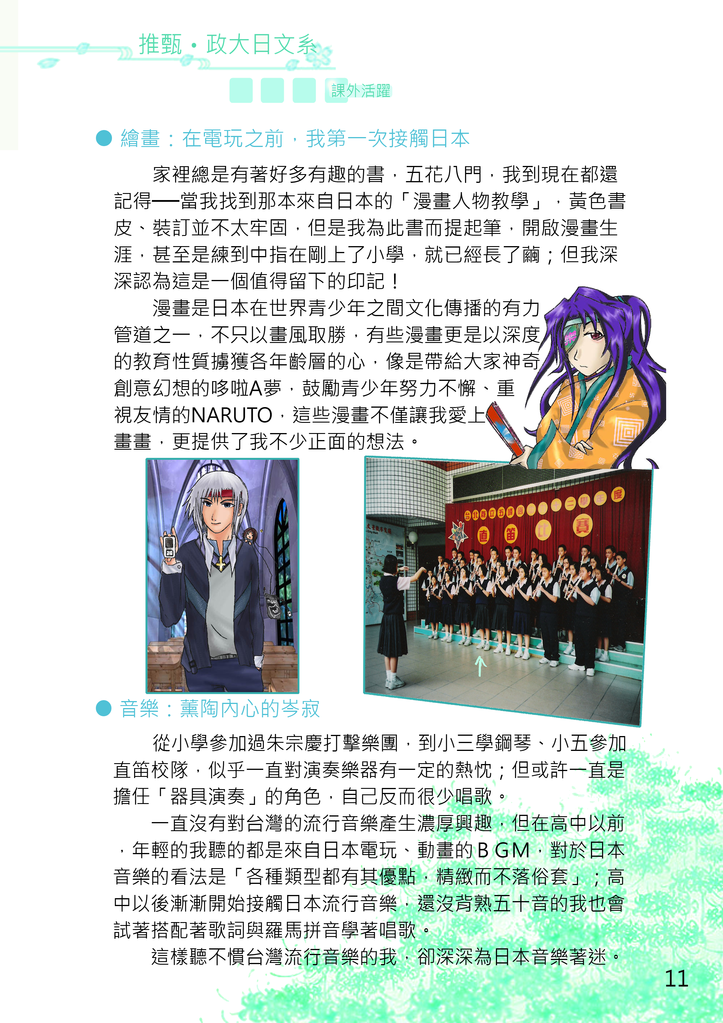 推甄・政大日文系
課外活躍
● 繪畫：在電玩之前，我第一次接觸日本
家裡總是有著好多有趣的書，五花八門，我到現在都還
記得──當我找到那本來自日本的「漫畫人物教學」，黃色書
皮、裝訂並不太牢固，但是我為此書而提起筆，開啟漫畫生
涯，甚至是練到中指在剛上了小學，就已經長了繭；但我深
深認為這是一個值得留下的印記！
漫畫是日本在世界青少年之間文化傳播的有力
管道之一，不只以畫風取勝，有些漫畫更是以深度
的教育性質擄獲各年齡層的心，像是帶給大家神奇
創意幻想的哆啦A夢，鼓勵青少年努力不懈、重
視友情的NARUTO，這些漫畫不僅讓我愛上
畫畫，更提供了我不少正面的想法。
直笛
● 音樂：薰陶內心的岑寂
從小學參加過朱宗慶打擊樂團，到小三學鋼琴、小五參加
直笛校隊，似乎一直對演奏樂器有一定的熱忱；但或許一直是
擔任「器具演奏」的角色，自己反而很少唱歌。
一直沒有對台灣的流行音樂產生濃厚興趣，但在高中以前
，年輕的我聽的都是來自日本電玩、動畫的ＢＧＭ，對於日本
音樂的看法是「各種類型都有其優點，精緻而不落俗套」；高
中以後漸漸開始接觸日本流行音樂，還沒背熟五十音的我也會
試著搭配著歌詞與羅馬拼音學著唱歌。
這樣聽不慣台灣流行音樂的我，卻深深為日本音樂著迷。
11